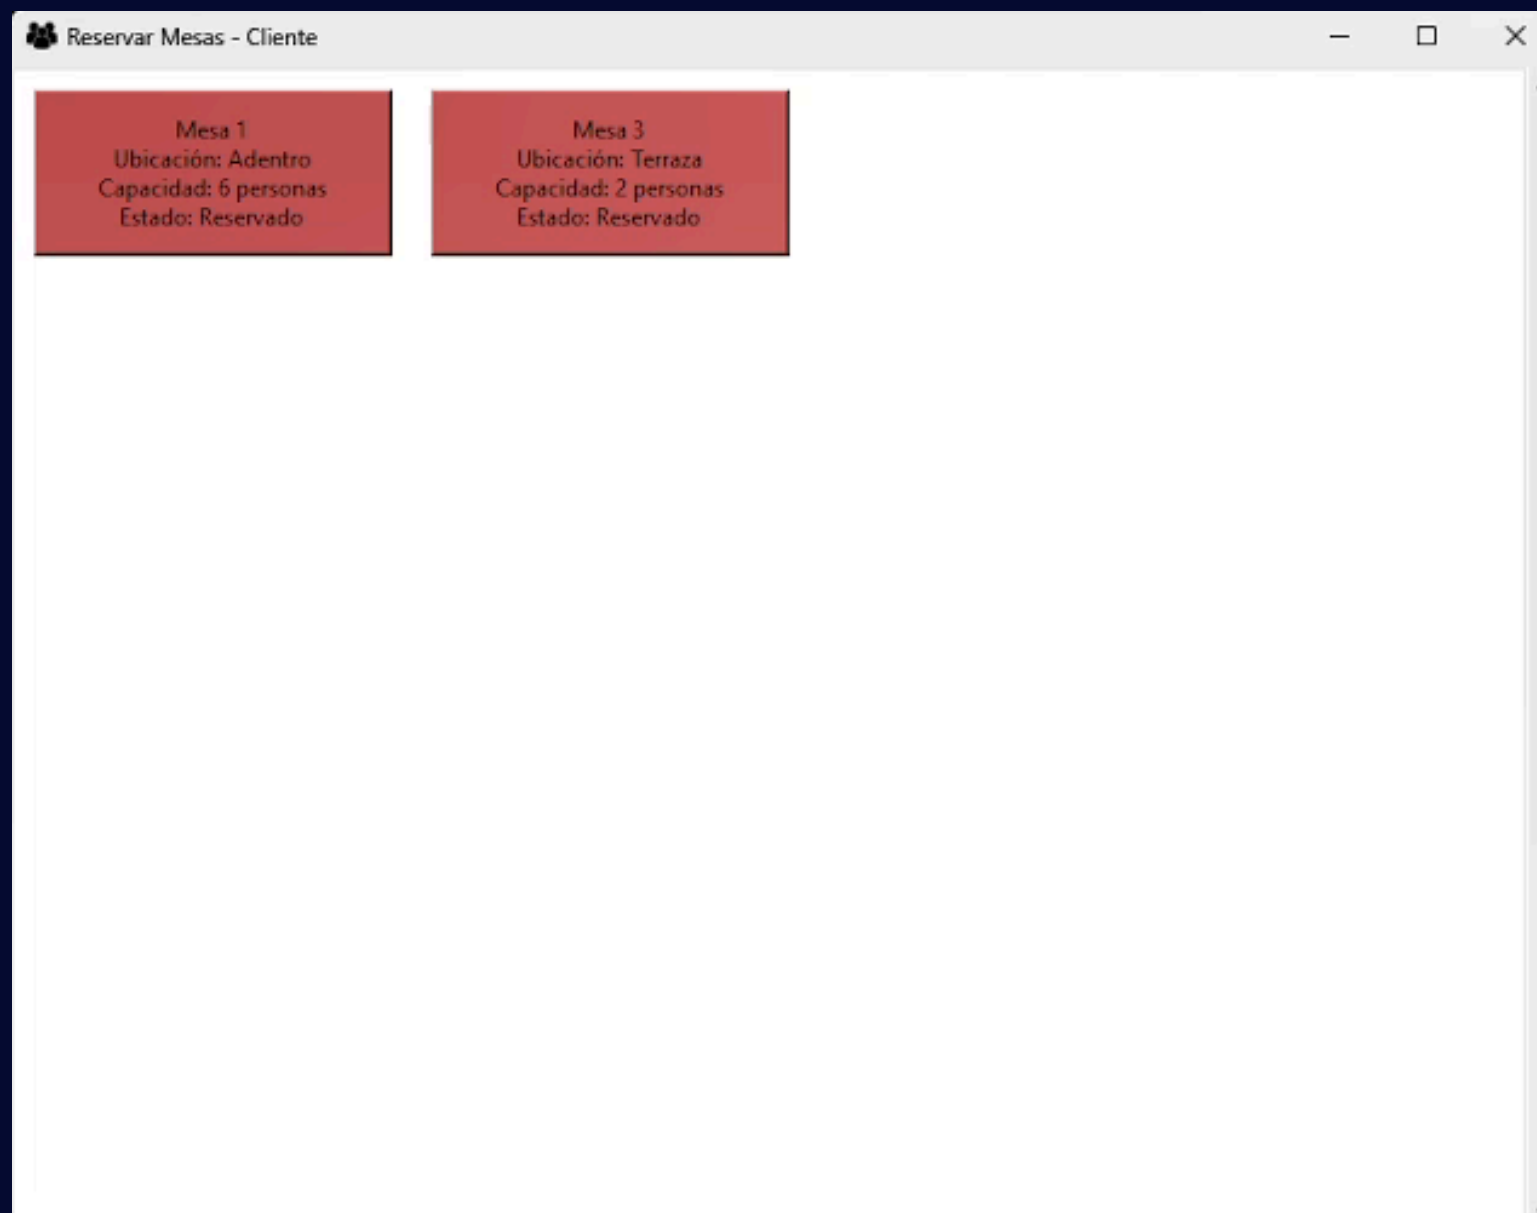 Reservar Mesas - Cliente
Mesa 1
Ubicación: Adentro
Capacidad: 6 personas
Estado: Reservado
Mesa 3
Ubicación: Terraza
Capacidad: 2 personas
Estado: Reservado